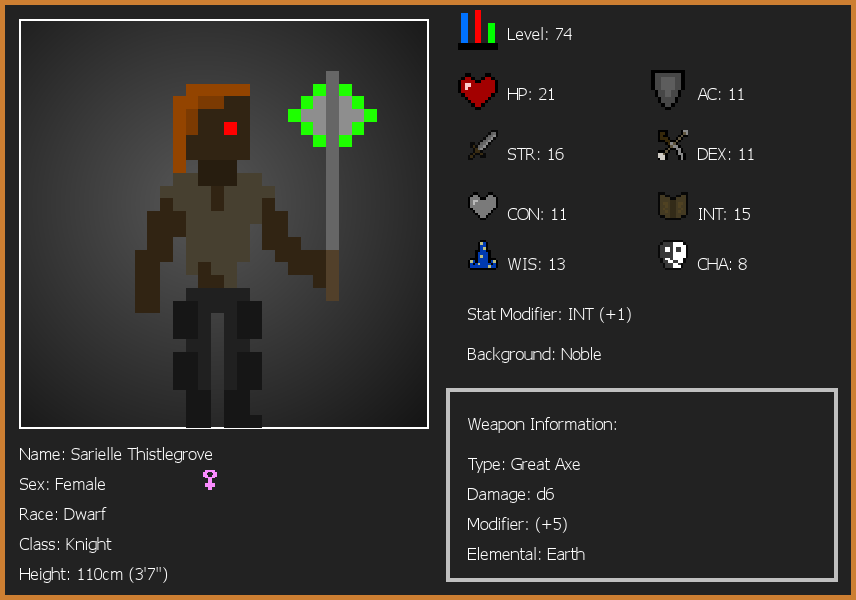 Level: 74
HP: 21
AC: 11
STR: 16
DEX: 11
CON: 11
INT: 15
WIS: 13
CHA: 8
Stat Modifier: INT (+1)
Background: Noble
Weapon Information:
Type: Great Axe
Damage: d6
Modifier: (+5)
Elemental: Earth
Name: Sarielle Thistlegrove
Sex: Female
Race: Dwarf
Class: Knight
Height: 110cm (3'7")